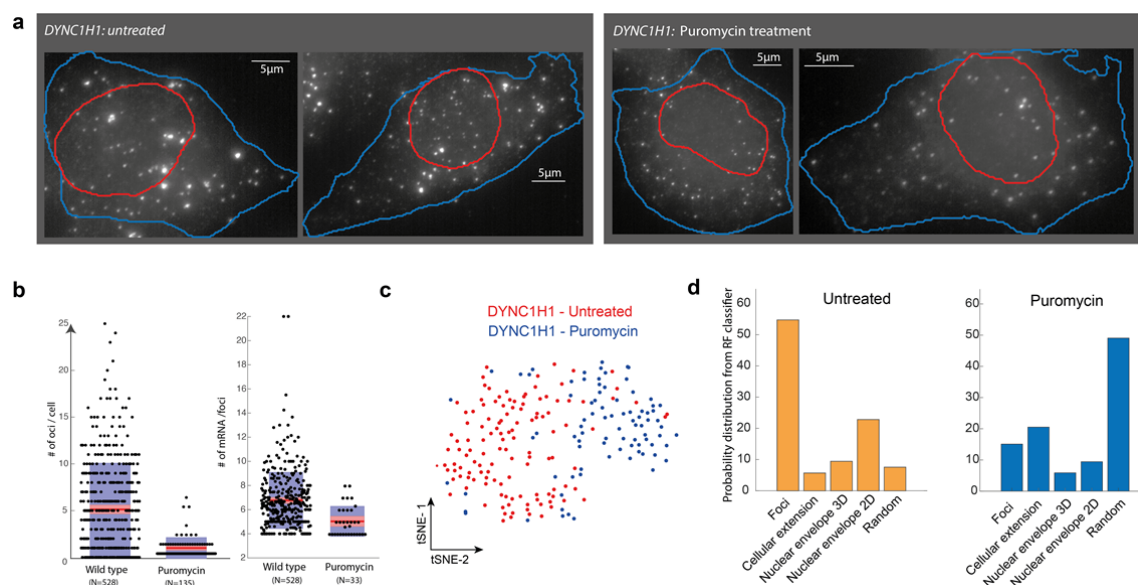 a
DYNC1H1: untreated
DYNC1H1: Puromycin treatment
5μm
5μm
5μm
5μm
b
# of oci / cell
25
20
15
10
5
0
Wild type
(N=528)
Puromycin
(N=135)
# of mRNA /foci
22
20
18
16
14
12
10
8
6
4
2
Wild type
(N=528)
Puromycin
(N=33)
c
DYNC1H1 - Untreated
DYNC1H1 - Puromycin
tSNE- 1
tSNE-2
d
Probability distribution from RF classifier
Untreated
60
50
40
30
20
10
0
Foci
Cellular extension
Nuclear envelope 3D
Nuclear envelope 2D
Random
Puromycin
60
50
40
30
20
10
0
Foci
Cellular extension
Nuclear envelope 3D
Nuclear envelope 2D
Random